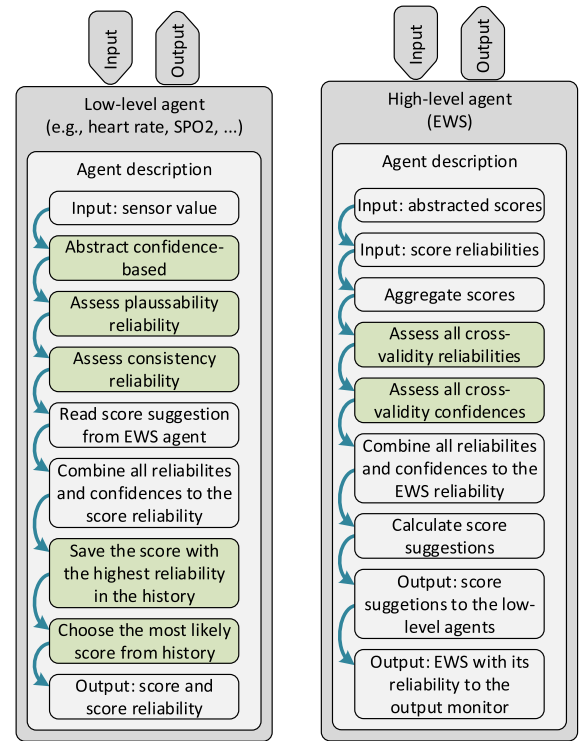 Input
Output
Low-level agent
(e.g., heart rate, SPO2, ...)
Agent description
Input: sensor value
Abstract confidence-
based
Assess plaussability
reliability
Assess consistency
reliability
Read score suggestion
from EWS agent
Combine all reliabilites
and confidences to the
score reliability
Save the score with
the highest reliability
in the history
Choose the most likely
score from history
Output: score and
score reliability
Input
Output
High-level agent
(EWS)
Agent description
Input: abstracted scores
Input: score reliabilities
Aggregate scores
Assess all cross-
validity reliabilities
Assess all cross-
validity confidences
Combine all reliabilites
and confidences to the
EWS reliability
Calculate score
suggestions
Output: score
suggetions to the low-
level agents
Output: EWS with its
reliability to the
output monitor